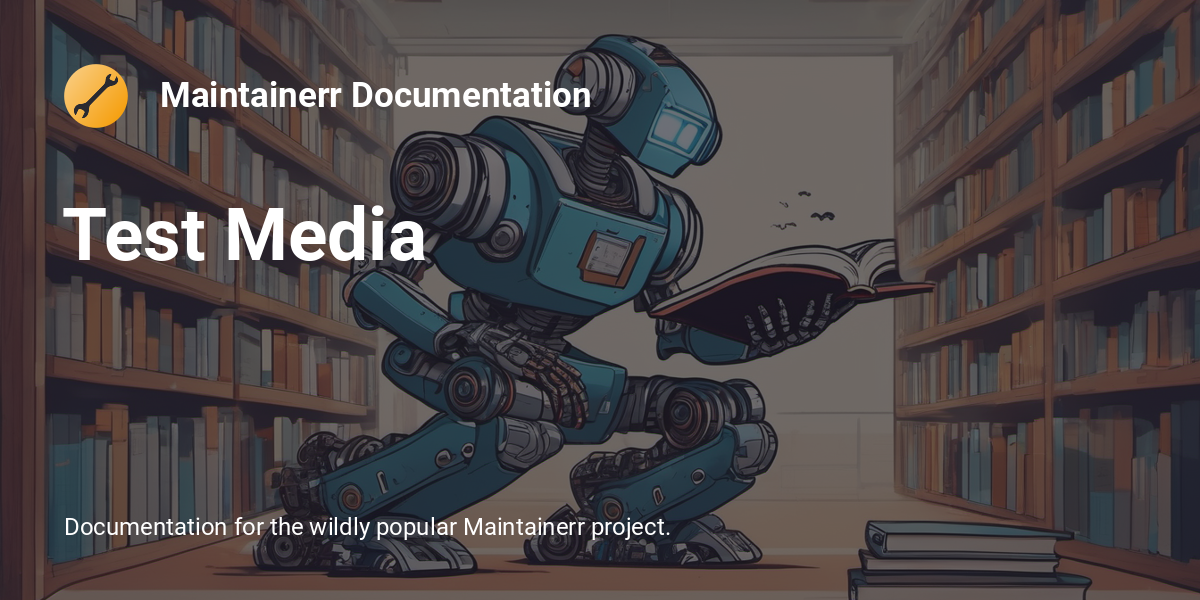 Maintainerr Documentation
Test Media
Documentation for the wildly popular Maintainerr project.